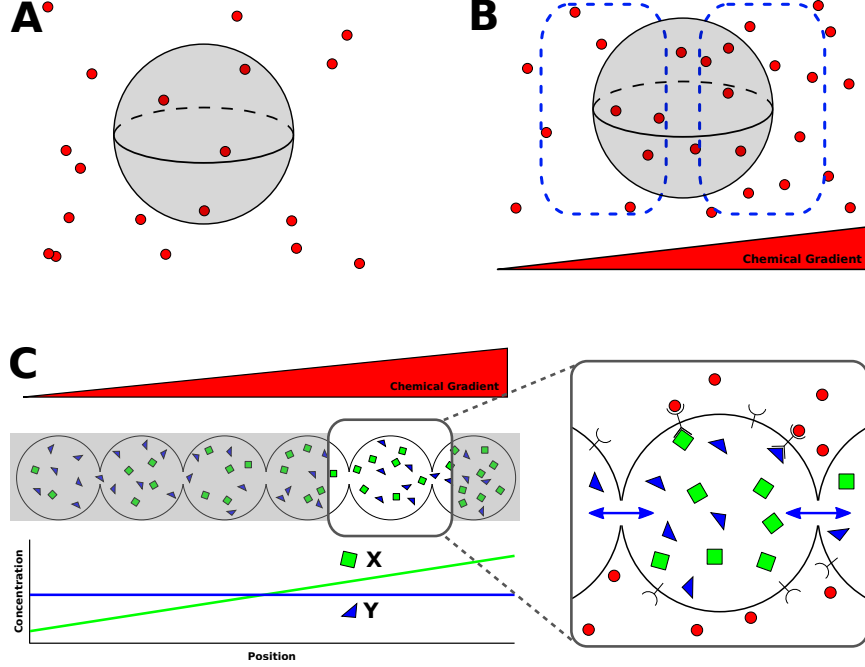 A
B
Chemical Gradient
C
Chemical Gradient
Concentration
X
Y
Position